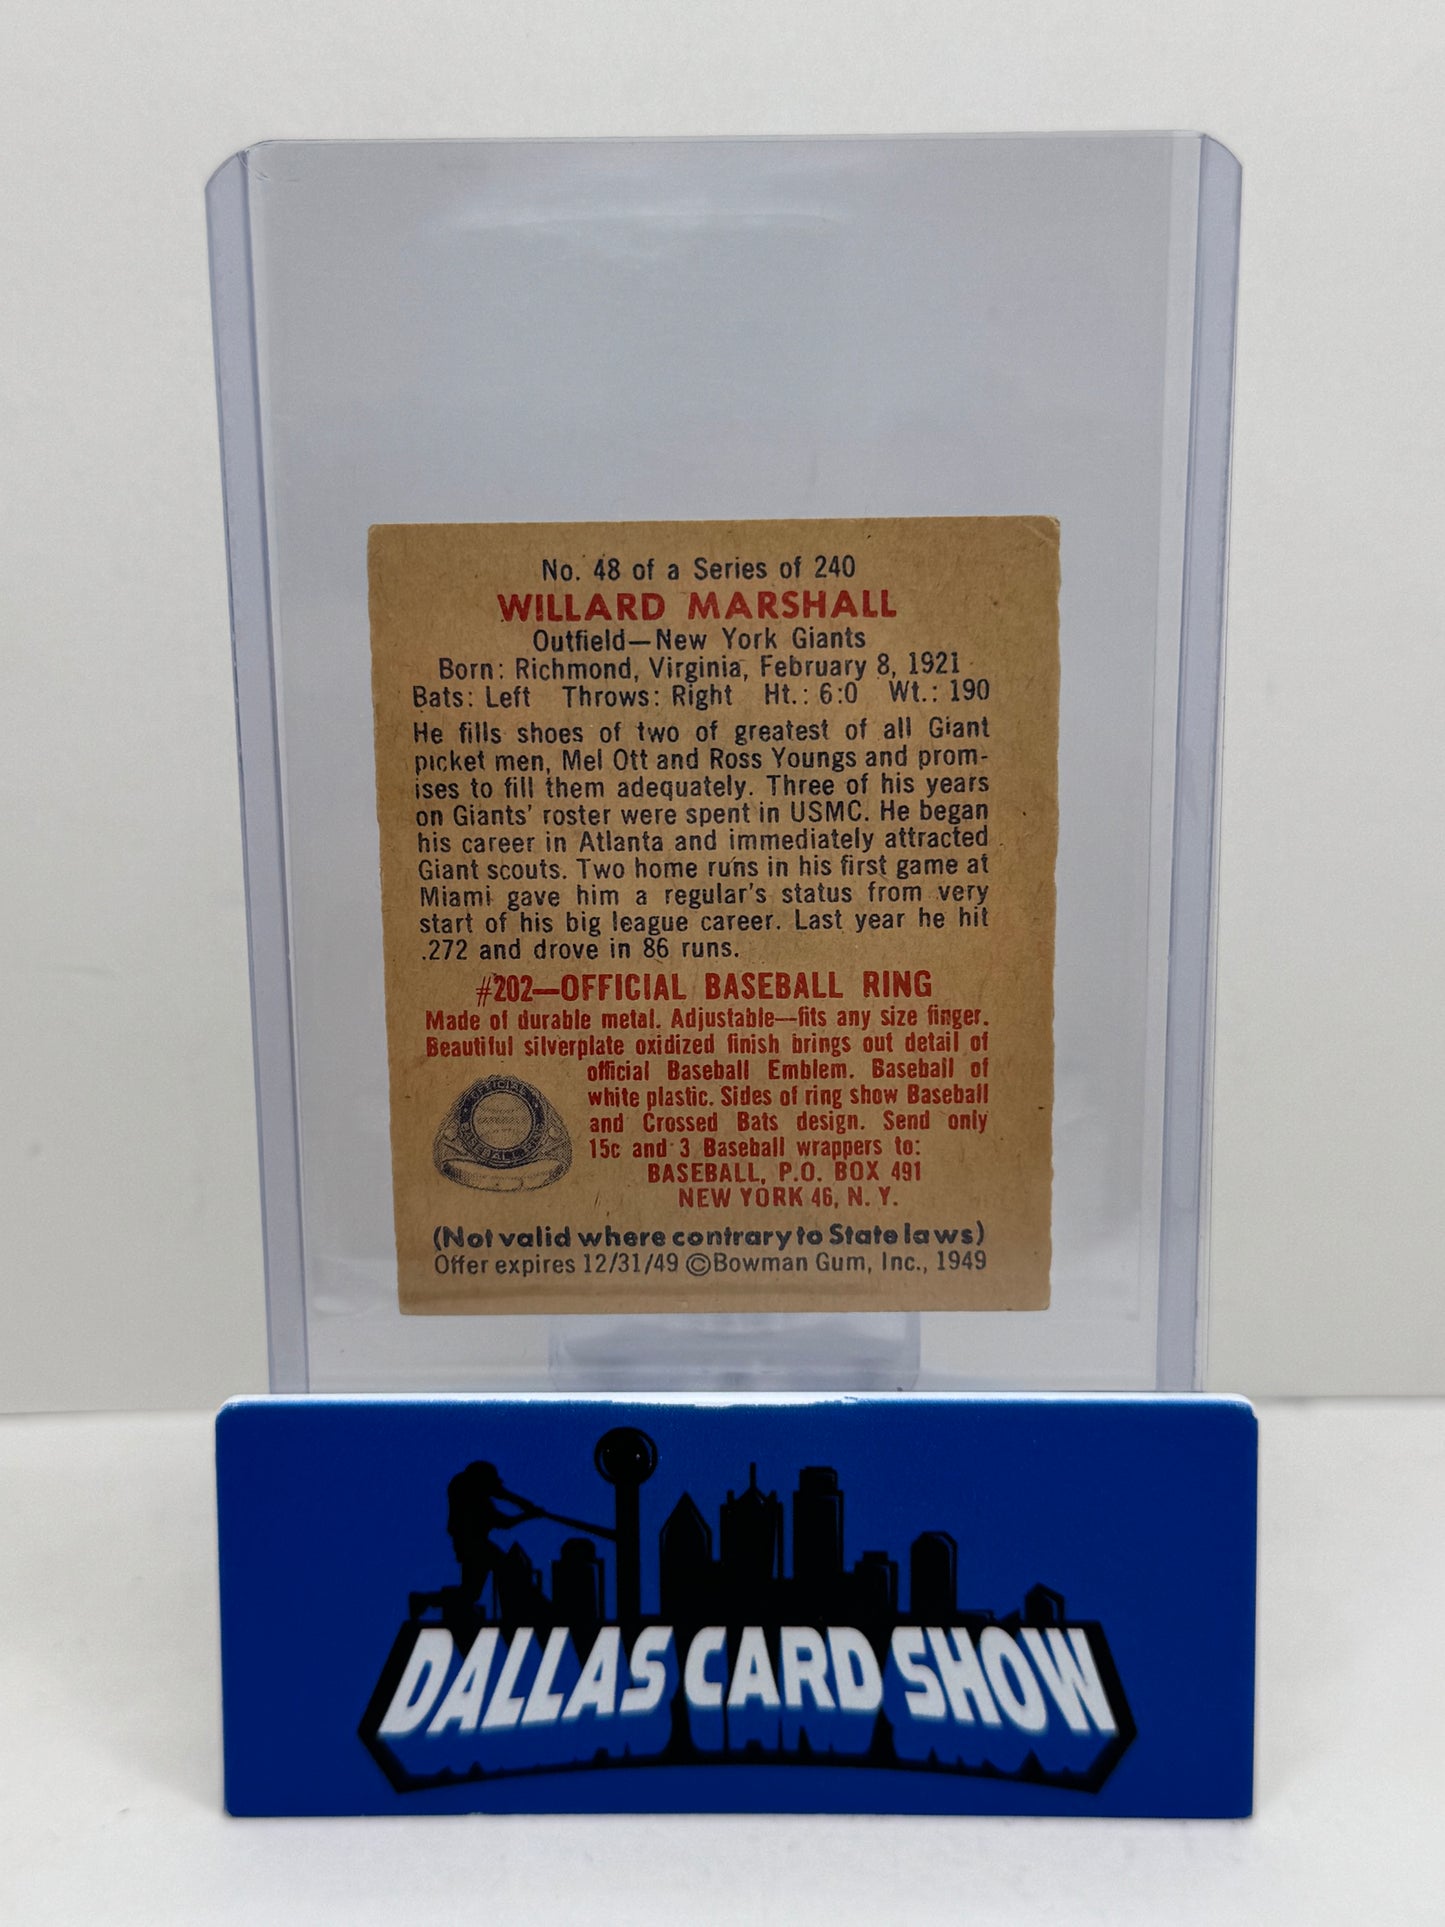 No. 48 of a Series of 240
WILLARD MARSHALL
Outfield—New York Giants
Born: Richmond, Virginia, February 8, 1921
Bats: Left Throws: Right Ht.: 6:0 Wt.: 190
He fills shoes of two of greatest of all Giant
picket men, Mel Ott and Ross Youngs and prom-
ises to fill them adequately. Three of his years
on Giants' roster were spent in USMC. He began
his career in Atlanta and immediately attracted
Giant scouts. Two home runs in his first game at
Miami gave him a regular's status from very
start of his big league career. Last year he hit
.272 and drove in 86 runs.
#202—OFFICIAL BASEBALL RING
Made of durable metal. Adjustable—fits any size finger.
Beautiful silverplate oxidized finish brings out detail of
official Baseball Emblem. Baseball of
white plastic. Sides of ring show Baseball
and Crossed Bats design. Send only
15c and 3 Baseball wrappers to:
BASEBALL, P.O. BOX 491
NEW YORK 46, N. Y.
OFFICIAL
BASEBALL RING
(Not valid where contrary to State laws)
Offer expires 12/31/49 ©Bowman Gum, Inc., 1949
DALLAS CARD SHOW